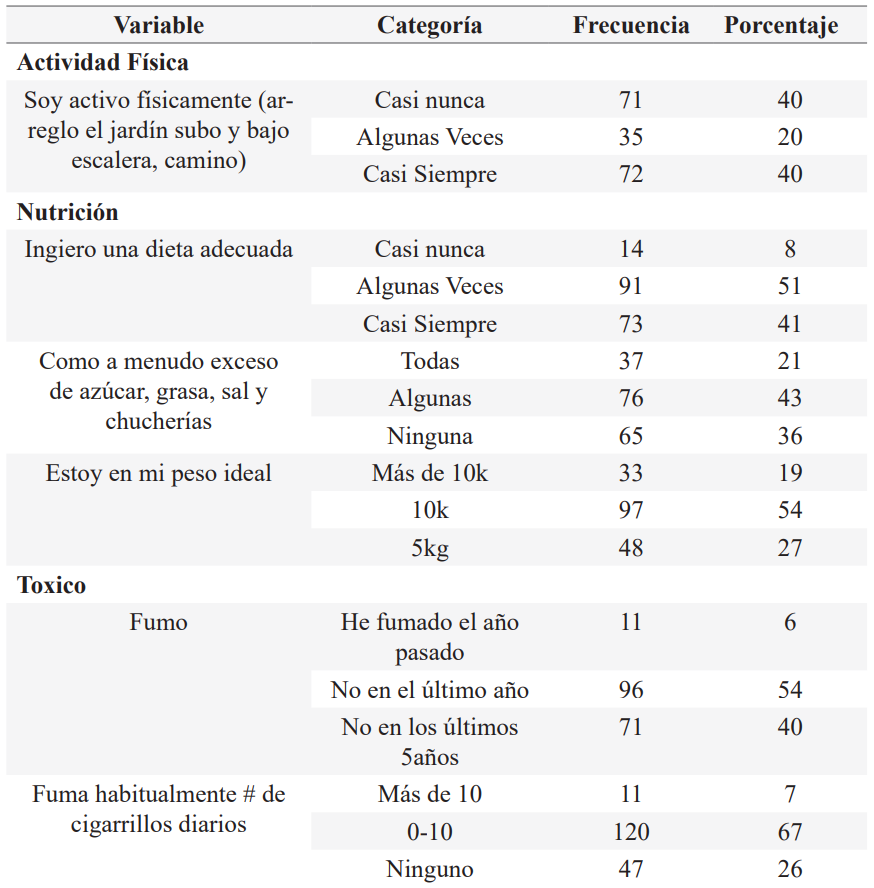 Variable Categoría Frecuencia Porcentaje
Actividad Física
Soy activo físicamente (ar- Casi nunca 71 40
reglo el jardín subo y bajo Algunas Veces 35 20
escalera, camino) Casi Siempre 72 40
Nutrición
Ingiero una dieta adecuada Casi nunca 14 8
Algunas Veces 91 51
Casi Siempre 73 41
Como a menudo exceso Todas 37 21
de azúcar, grasa, sal y Algunas 76 43
chucherías Ninguna 65 36
Estoy en mi peso ideal Más de 10k 33 19
10k 97 54
5kg 48 27
Toxico
Fumo He fumado el año 11 6
pasado
No en el último año 96 54
No en los últimos 71 40
5años
Fuma habitualmente # de Más de 10 11 7
cigarrillos diarios 0-10 120 67
Ninguno 47 26